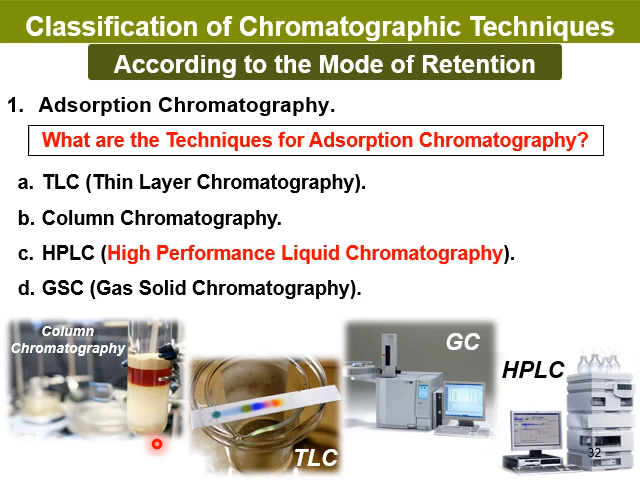 Classification of Chromatographic Techniques
According to the Mode of Retention
1. Adsorption Chromatography.
What are the Techniques for Adsorption Chromatography?
a. TLC (Thin Layer Chromatography).
b. Column Chromatography.
c. HPLC (High Performance Liquid Chromatography).
d. GSC (Gas Solid Chromatography).
Column
Chromatography
TLC
GC
HPLC
32